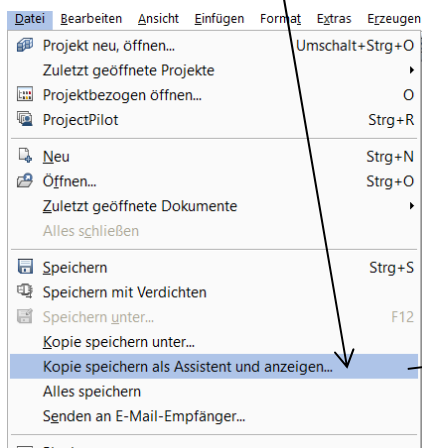 Datei Bearbeiten Ansicht Einfügen Format Extras Erzeugen
Projekt neu, öffnen... Umschalt+Strg+O
Zuletzt geöffnete Projekte
Projektbezogen öffnen... O
ProjectPilot Strg+R
Neu Strg+N
Öffnen... Strg+O
Zuletzt geöffnete Dokumente
Alles schließen
Speichern Strg+S
Speichern mit Verdichten
Speichern unter... F12
Kopie speichern unter...
Kopie speichern als Assistent und anzeigen...
Alles speichern
Senden an E-Mail-Empfänger...